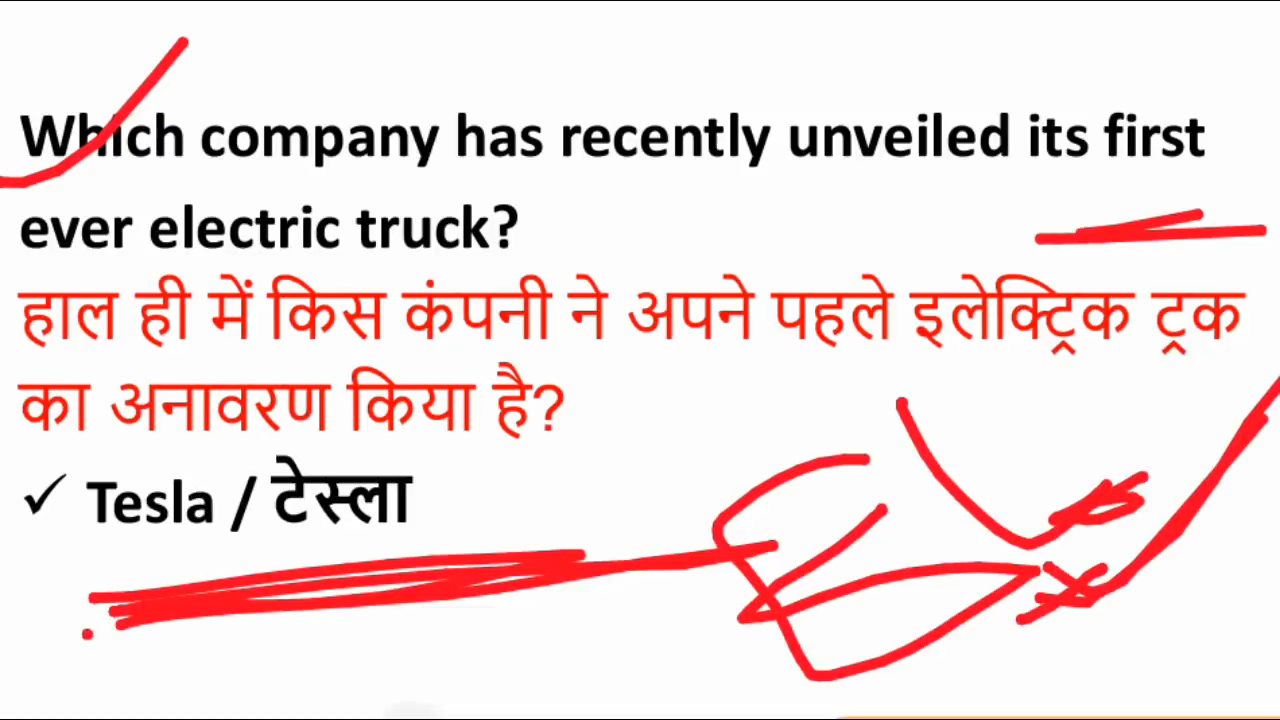 Which company has recently unveiled its first
ever electric truck?
हाल ही में किस कंपनी ने अपने पहले इलेक्ट्रिक ट्रक
का अनावरण किया है?
✓ Tesla / टेस्ला